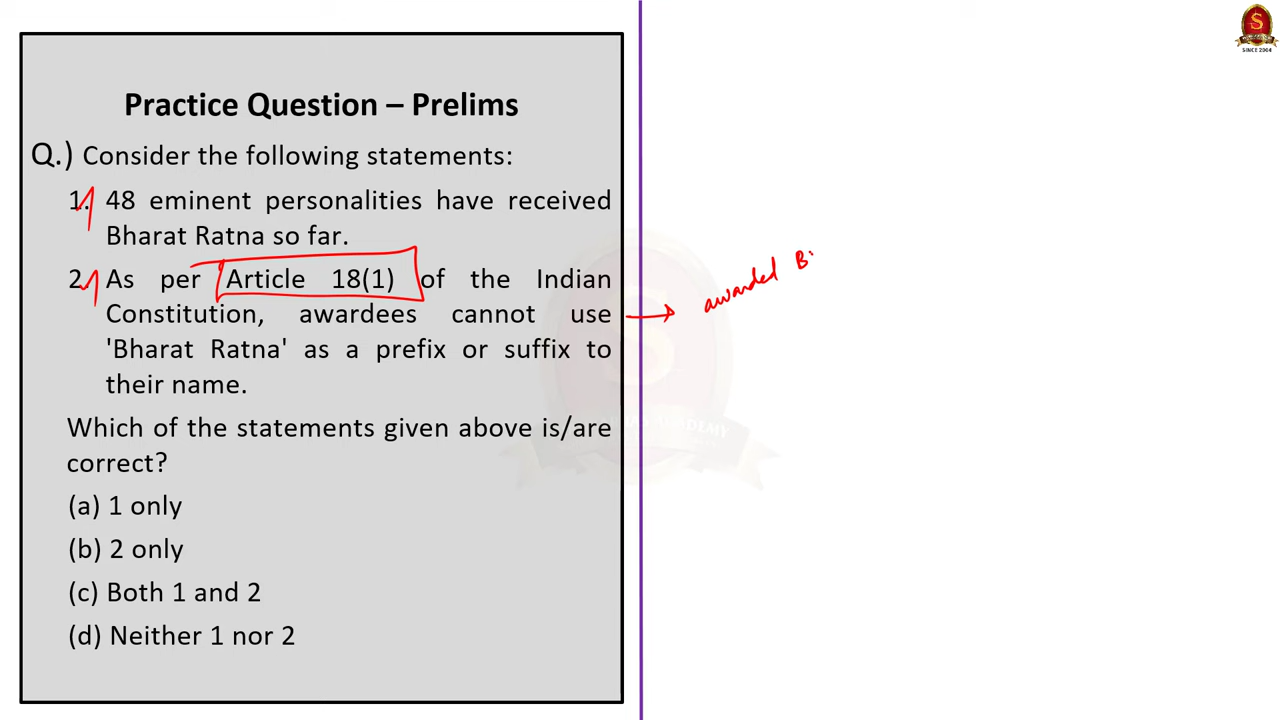 Practice Question – Prelims
Q.) Consider the following statements:
1. 48 eminent personalities have received
Bharat Ratna so far.
2. As per Article 18(1) of the Indian
Constitution, awardees cannot use
'Bharat Ratna' as a prefix or suffix to
their name.
Which of the statements given above is/are
correct?
(a) 1 only
(b) 2 only
(c) Both 1 and 2
(d) Neither 1 nor 2
awarded
SINCE 2004